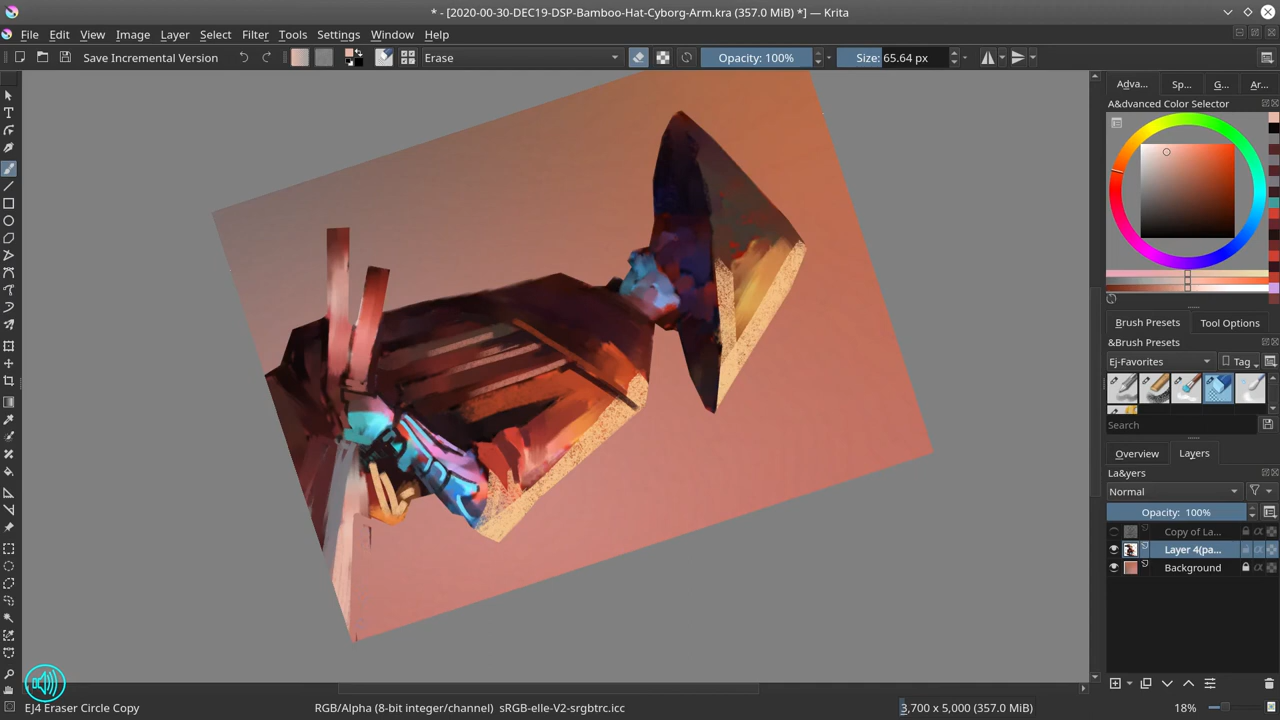 * - [2020-00-30-DEC19-DSP-Bamboo-Hat-Cyborg-Arm.kra (357.0 MiB) *] — Krita
File Edit View Image Layer Select Filter Tools Settings Window Help
Save Incremental Version Erase Opacity: 100% Size: 65.64 px
Adva... Sp... G... Ar...
A&dvanced Color Selector
Brush Presets Tool Options
&Brush Presets
Ej-Favorites Tag
Search
Overview Layers
La&yers
Normal
Opacity: 100%
Copy of La...
Layer 4(pa...
Background
EJ4 Eraser Circle Copy RGB/Alpha (8-bit integer/channel) sRGB-elle-V2-srgbtrc.icc 3,700 x 5,000 (357.0 MiB) 18%